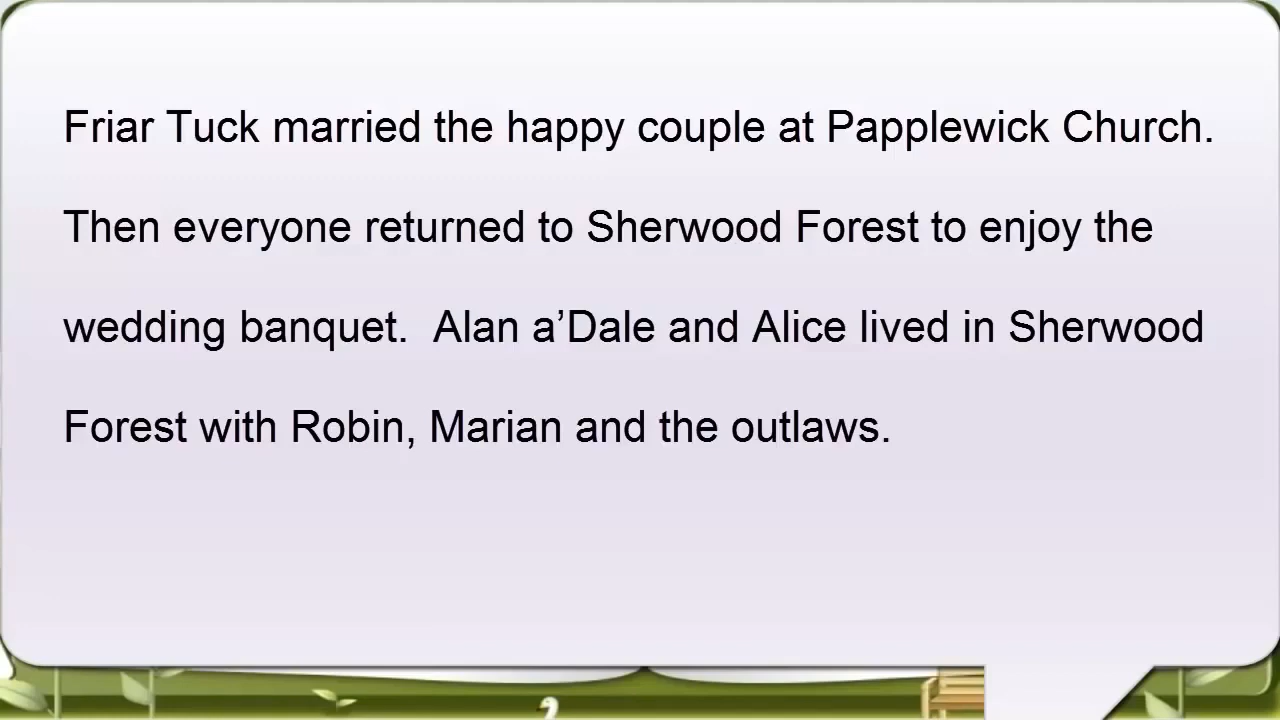 Friar Tuck married the happy couple at Papplewick Church.
Then everyone returned to Sherwood Forest to enjoy the
wedding banquet.  Alan a’Dale and Alice lived in Sherwood
Forest with Robin, Marian and the outlaws.